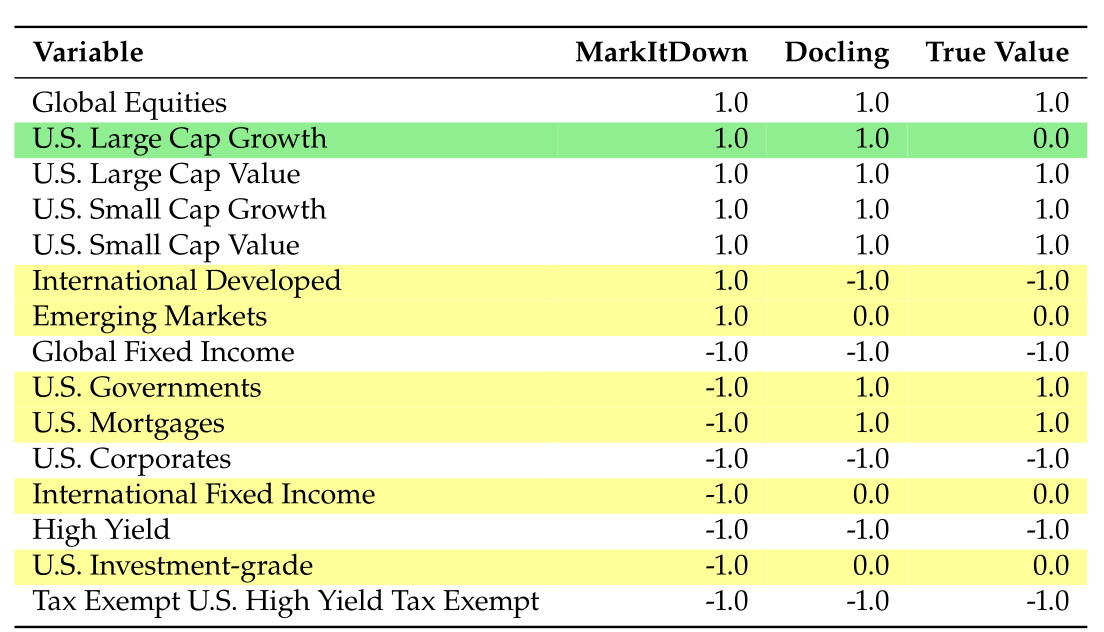 Variable MarkItDown Docling True Value
Global Equities 1.0 1.0 1.0
U.S. Large Cap Growth 1.0 1.0 0.0
U.S. Large Cap Value 1.0 1.0 1.0
U.S. Small Cap Growth 1.0 1.0 1.0
U.S. Small Cap Value 1.0 1.0 1.0
International Developed 1.0 -1.0 -1.0
Emerging Markets 1.0 0.0 0.0
Global Fixed Income -1.0 -1.0 -1.0
U.S. Governments -1.0 1.0 1.0
U.S. Mortgages -1.0 1.0 1.0
U.S. Corporates -1.0 -1.0 -1.0
International Fixed Income -1.0 0.0 0.0
High Yield -1.0 -1.0 -1.0
U.S. Investment-grade -1.0 0.0 0.0
Tax Exempt U.S. High Yield Tax Exempt -1.0 -1.0 -1.0